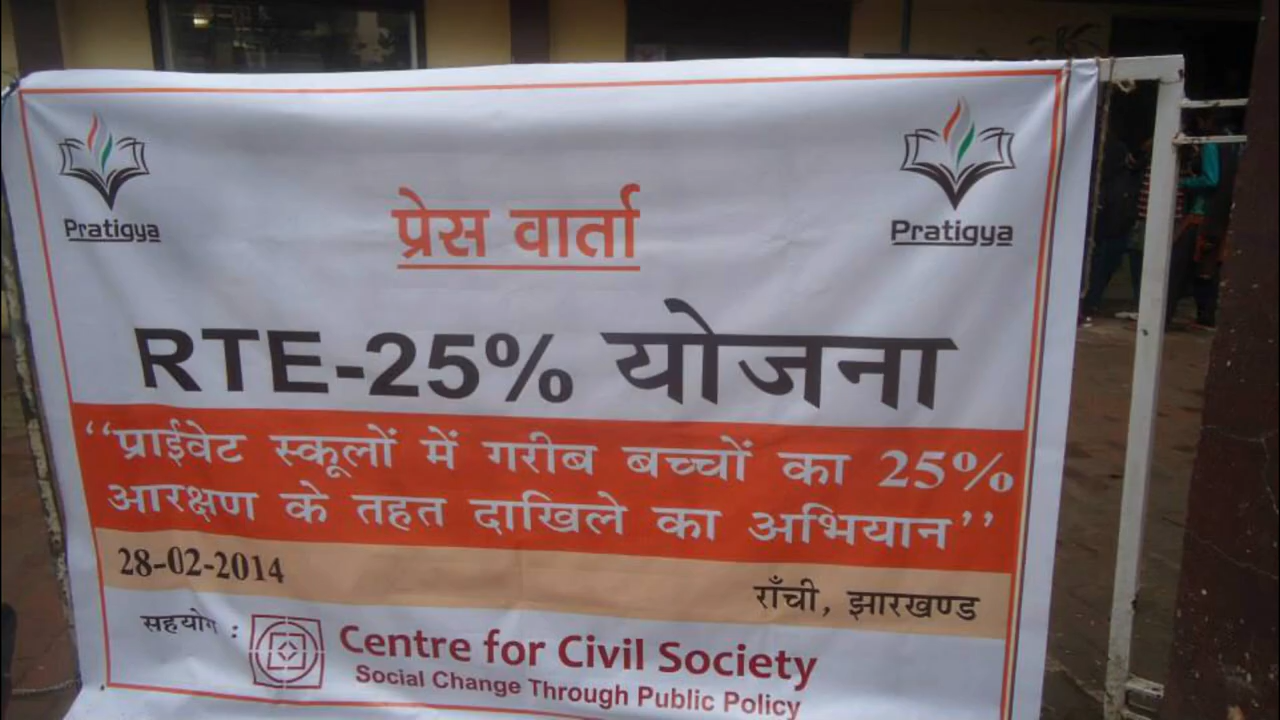 Pratigya
Pratigya
प्रेस वार्ता
RTE-25% योजना
‘‘प्राईवेट स्कूलों में गरीब बच्चों का 25%
आरक्षण के तहत दाखिले का अभियान’’
28-02-2014
राँची, झारखण्ड
सहयोग :
Centre for Civil Society
Social Change Through Public Policy